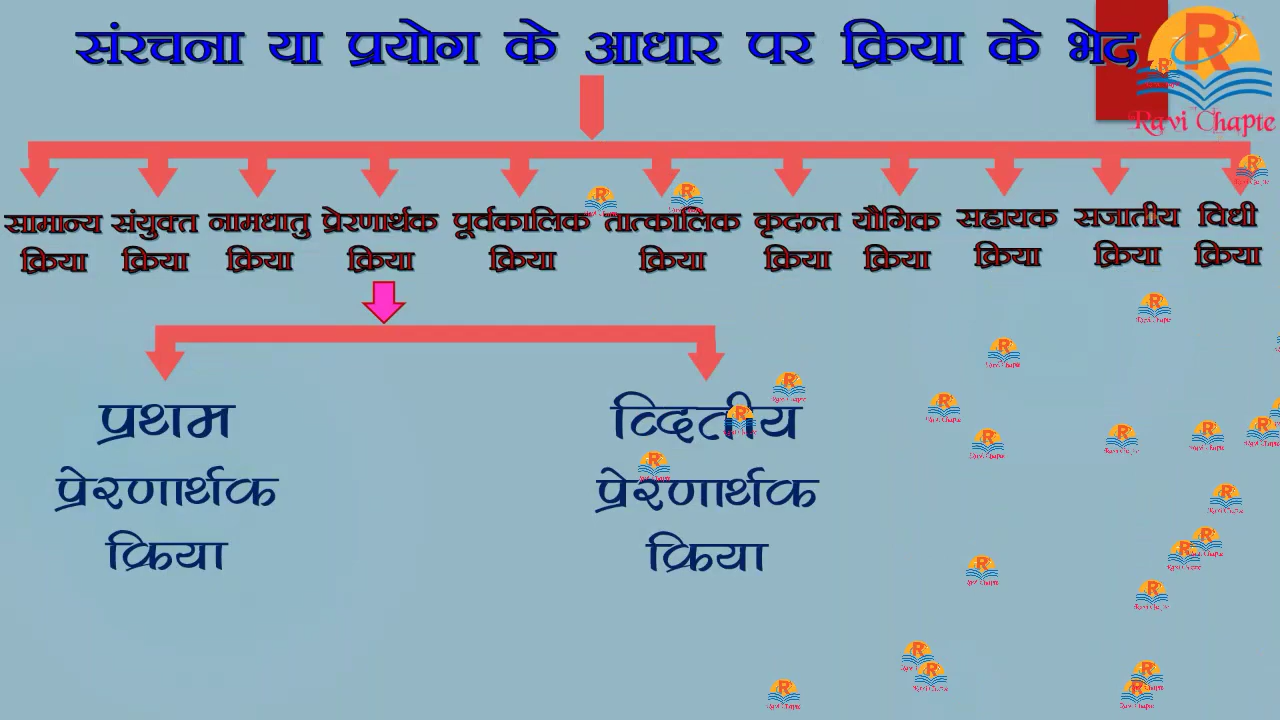 संरचना या प्रयोग के आधार पर क्रिया के भेद
Ravi Chapte
सामान्य संयुक्त नामधातु प्रेरणार्थक पूर्वकालिक तात्कालिक कृदन्त यौगिक सहायक सजातीय विधी
क्रिया क्रिया क्रिया क्रिया क्रिया क्रिया क्रिया क्रिया क्रिया क्रिया क्रिया
प्रथम व्दितीय
प्रेरणार्थक प्रेरणार्थक
क्रिया क्रिया